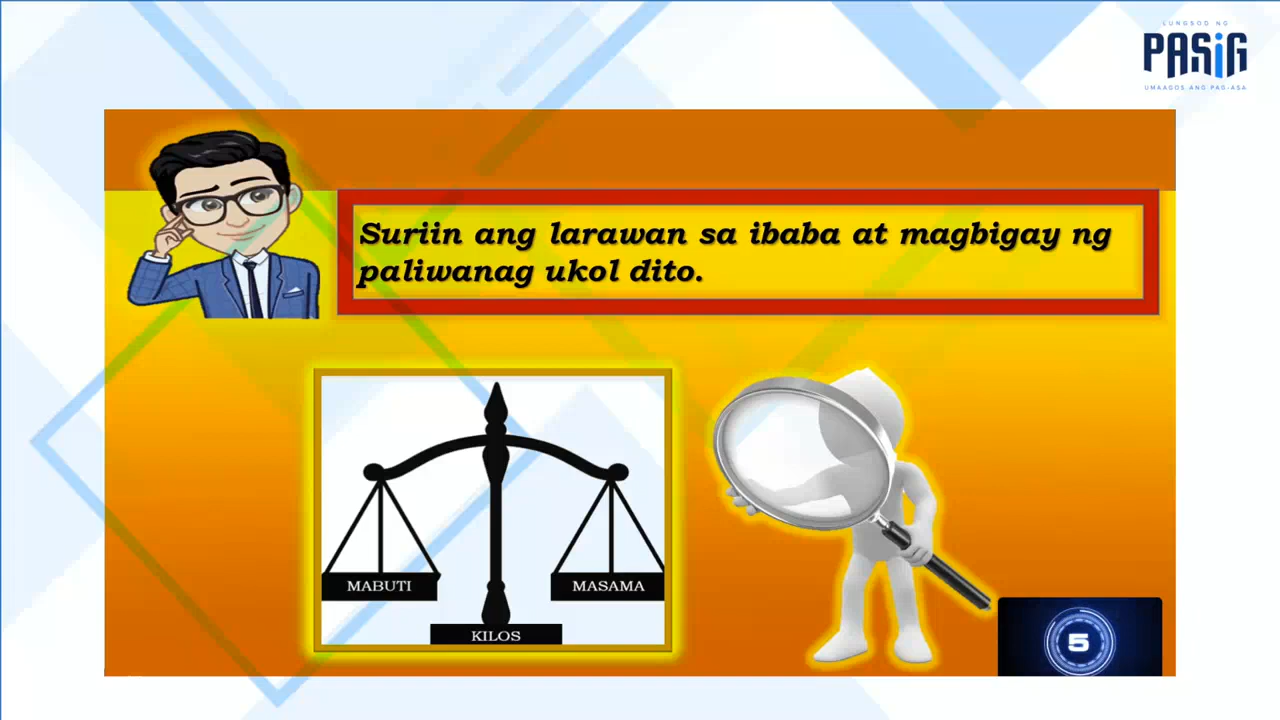 LUNGSOD NG
PASiG
UMAAGOS ANG PAG-ASA
Suriin ang larawan sa ibaba at magbigay ng
paliwanag ukol dito.
MABUTI
MASAMA
KILOS
5